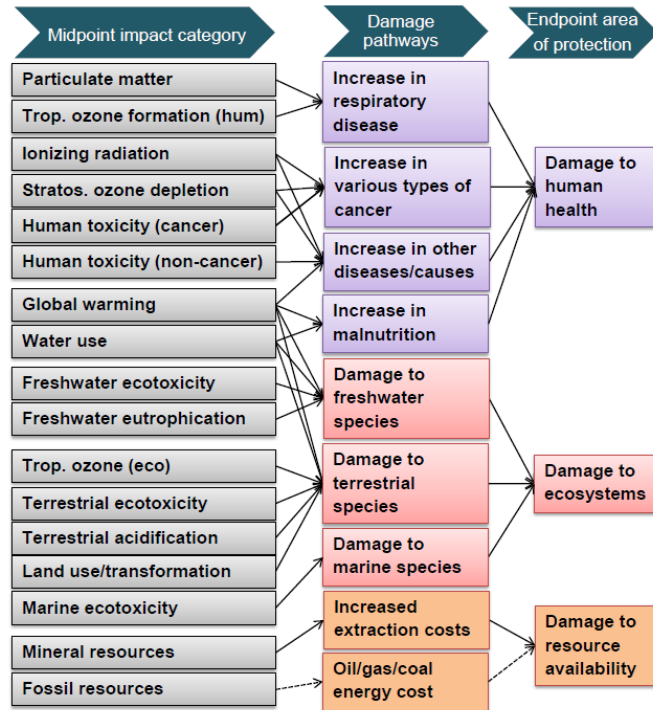 Midpoint impact category
Damage
pathways
Endpoint area
of protection
Particulate matter
Trop. ozone formation (hum)
Ionizing radiation
Stratos. ozone depletion
Human toxicity (cancer)
Human toxicity (non-cancer)
Global warming
Water use
Freshwater ecotoxicity
Freshwater eutrophication
Trop. ozone (eco)
Terrestrial ecotoxicity
Terrestrial acidification
Land use/transformation
Marine ecotoxicity
Mineral resources
Fossil resources
Increase in
respiratory
disease
Increase in
various types of
cancer
Increase in other
diseases/causes
Increase in
malnutrition
Damage to
freshwater
species
Damage to
terrestrial
species
Damage to
marine species
Increased
extraction costs
Oil/gas/coal
energy cost
Damage to
human
health
Damage to
ecosystems
Damage to
resource
availability